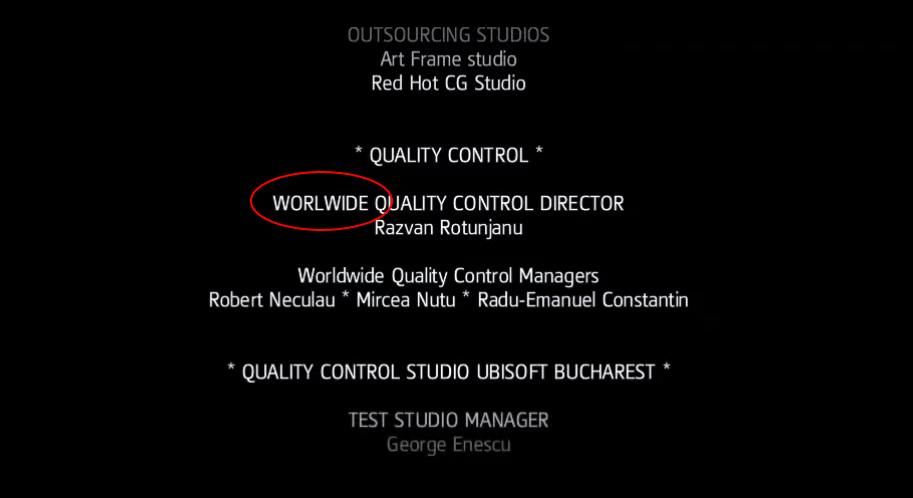 OUTSOURCING STUDIOS
Art Frame studio
Red Hot CG Studio
* QUALITY CONTROL *
WORLWIDE QUALITY CONTROL DIRECTOR
Razvan Rotunjanu
Worldwide Quality Control Managers
Robert Neculau * Mircea Nutu * Radu-Emanuel Constantin
* QUALITY CONTROL STUDIO UBISOFT BUCHAREST *
TEST STUDIO MANAGER
George Enescu